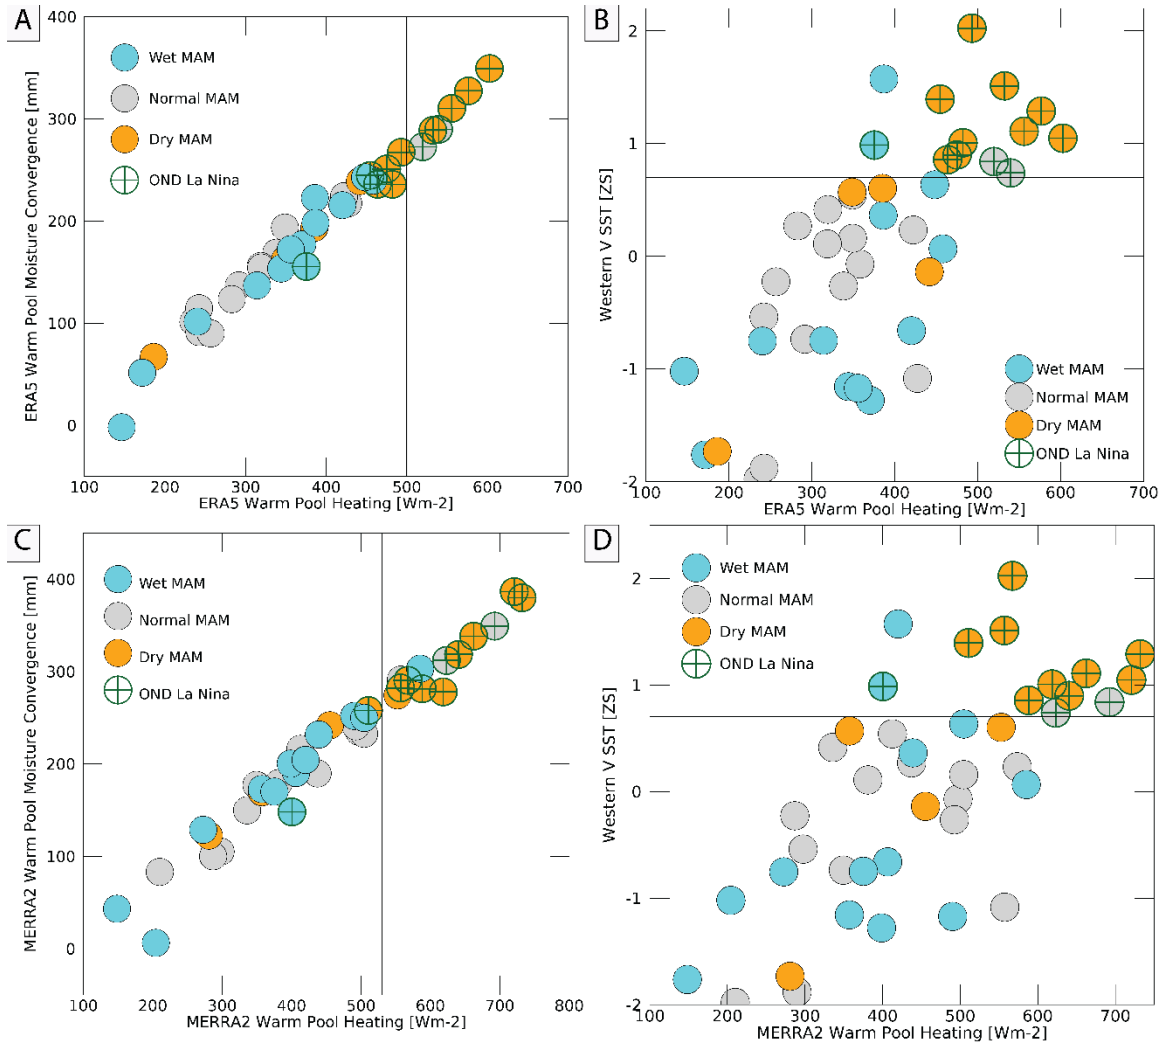 A
400
300
200
100
0
ERA5 Warm Pool Moisture Convergence [mm]
Wet MAM
Normal MAM
Dry MAM
OND La Nina
100 200 300 400 500 600 700
ERA5 Warm Pool Heating [Wm-2]
B
2
1
0
-1
-2
Western V SST [ZS]
Wet MAM
Normal MAM
Dry MAM
OND La Nina
100 200 300 400 500 600 700
ERA5 Warm Pool Heating [Wm-2]
C
400
300
200
100
0
MERRA2 Warm Pool Moisture Convergence [mm]
Wet MAM
Normal MAM
Dry MAM
OND La Nina
100 200 300 400 500 600 700 800
MERRA2 Warm Pool Heating [Wm-2]
D
2
1
0
-1
-2
Western V SST [ZS]
Wet MAM
Normal MAM
Dry MAM
OND La Nina
100 200 300 400 500 600 700
MERRA2 Warm Pool Heating [Wm-2]